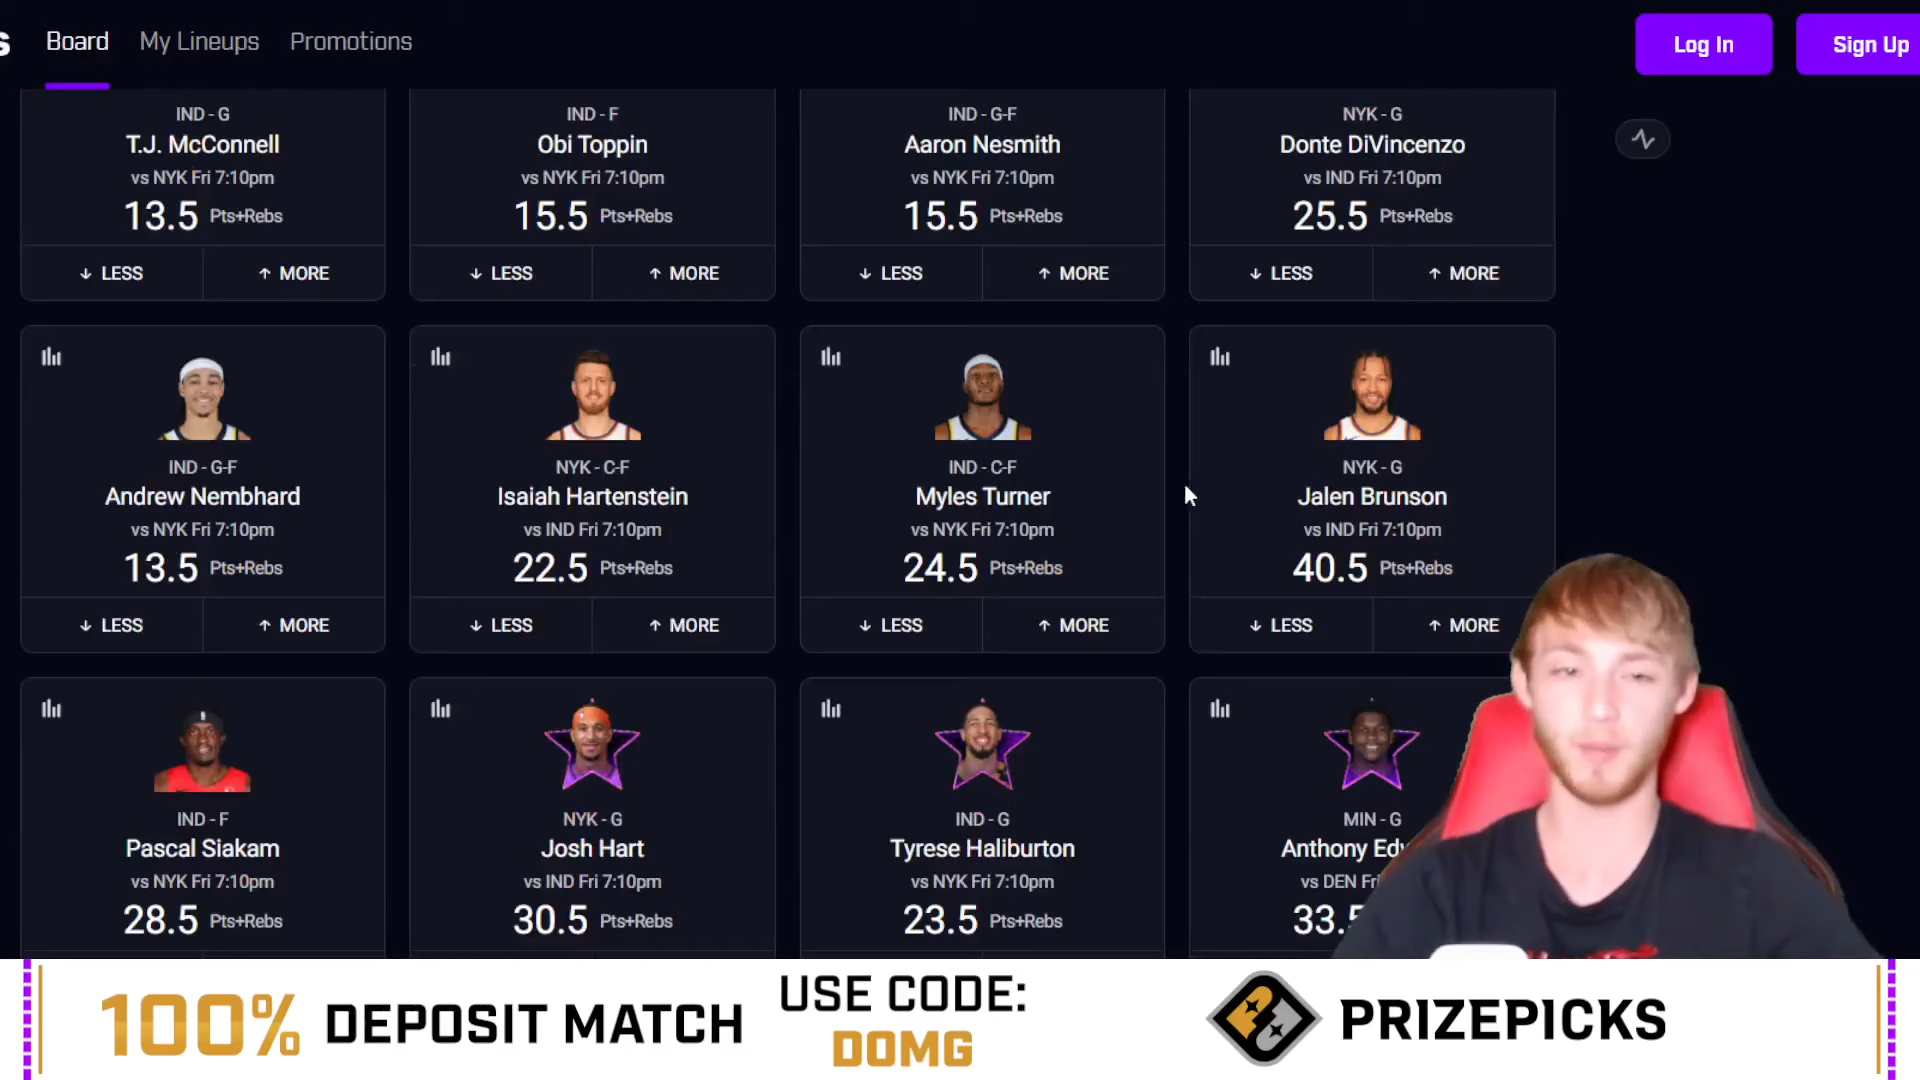 s Board My Lineups Promotions Log In Sign Up
IND - G IND - F IND - G-F NYK - G
T.J. McConnell Obi Toppin Aaron Nesmith Donte DiVincenzo
vs NYK Fri 7:10pm vs NYK Fri 7:10pm vs NYK Fri 7:10pm vs IND Fri 7:10pm
13.5 Pts+Rebs 15.5 Pts+Rebs 15.5 Pts+Rebs 25.5 Pts+Rebs
↓ LESS ↑ MORE ↓ LESS ↑ MORE ↓ LESS ↑ MORE ↓ LESS ↑ MORE
IND - G-F NYK - C-F IND - C-F NYK - G
Andrew Nembhard Isaiah Hartenstein Myles Turner Jalen Brunson
vs NYK Fri 7:10pm vs IND Fri 7:10pm vs NYK Fri 7:10pm vs IND Fri 7:10pm
13.5 Pts+Rebs 22.5 Pts+Rebs 24.5 Pts+Rebs 40.5 Pts+Rebs
↓ LESS ↑ MORE ↓ LESS ↑ MORE ↓ LESS ↑ MORE ↓ LESS ↑ MORE
IND - F NYK - G IND - G MIN - G
Pascal Siakam Josh Hart Tyrese Haliburton Anthony
vs NYK Fri 7:10pm vs IND Fri 7:10pm vs NYK Fri 7:10pm vs DEN Fri
28.5 Pts+Rebs 30.5 Pts+Rebs 23.5 Pts+Rebs 33.5
100% DEPOSIT MATCH USE CODE: DOMG PRIZEPICKS